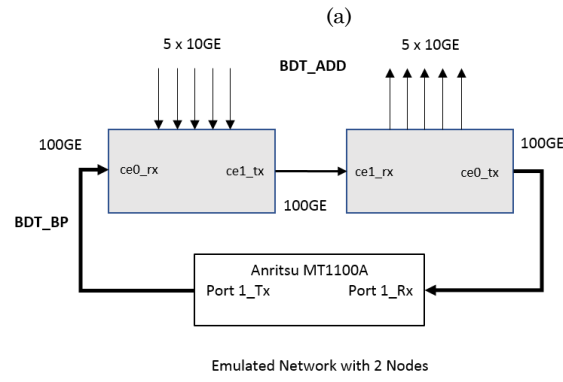 (a)
5 x 10GE
5 x 10GE
BDT_ADD
100GE
100GE
ce0_rx
ce1_tx
ce1_rx
ce0_tx
100GE
BDT_BP
Anritsu MT1100A
Port 1_Tx
Port 1_Rx
Emulated Network with 2 Nodes